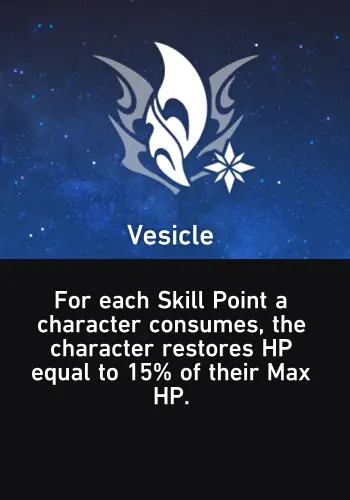 Vesicle
For each Skill Point a
character consumes, the
character restores HP
equal to 15% of their Max
HP.